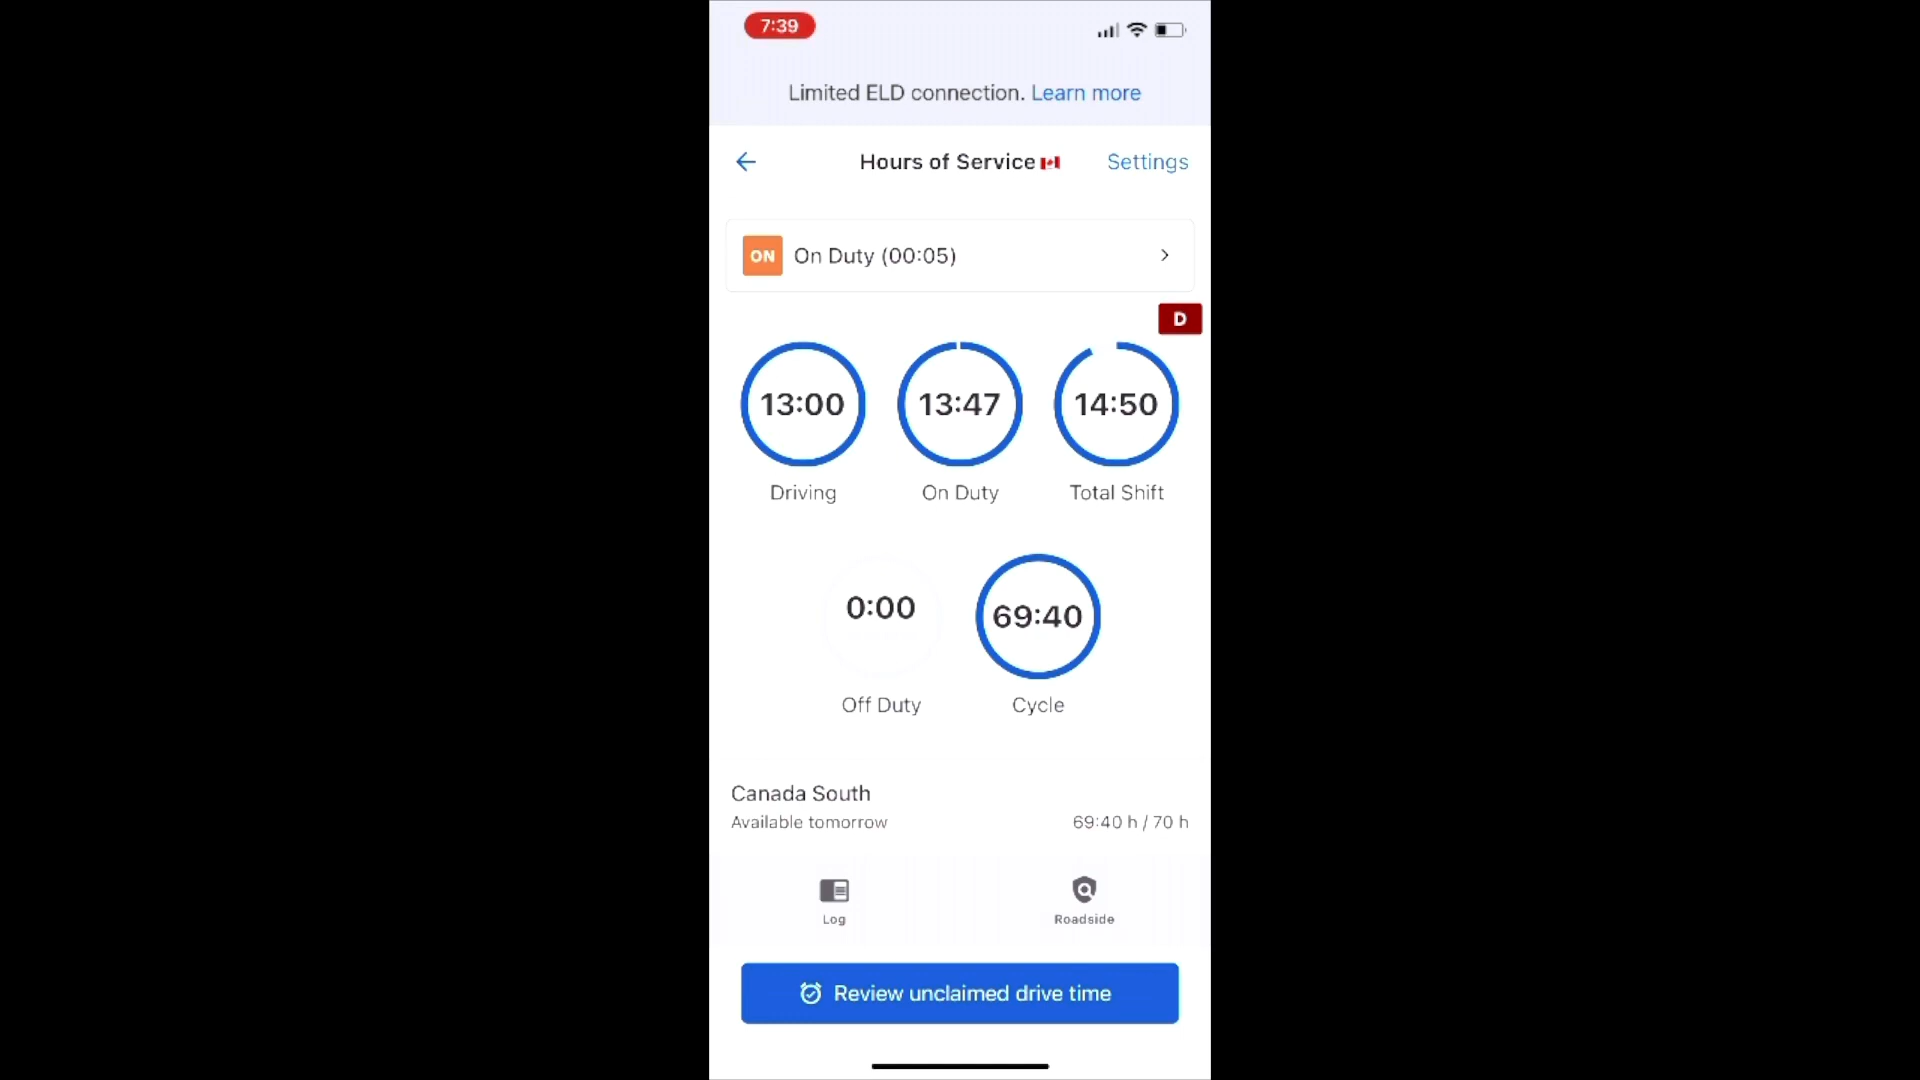 7:39
Limited ELD connection. Learn more
Hours of Service
Settings
ON On Duty (00:05)
D
13:00 13:47 14:50
Driving On Duty Total Shift
0:00 69:40
Off Duty Cycle
Canada South
Available tomorrow 69:40 h / 70 h
Log Roadside
Review unclaimed drive time